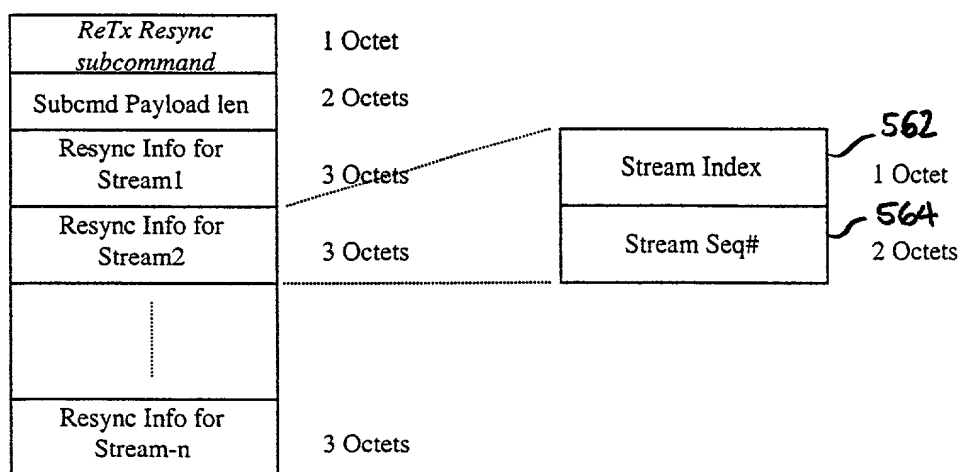 ReTx Resync
subcommand
1 Octet
Subcmd Payload len
2 Octets
Resync Info for
Stream1
3 Octets
Resync Info for
Stream2
3 Octets
Resync Info for
Stream-n
3 Octets
562
Stream Index
1 Octet
564
Stream Seq#
2 Octets